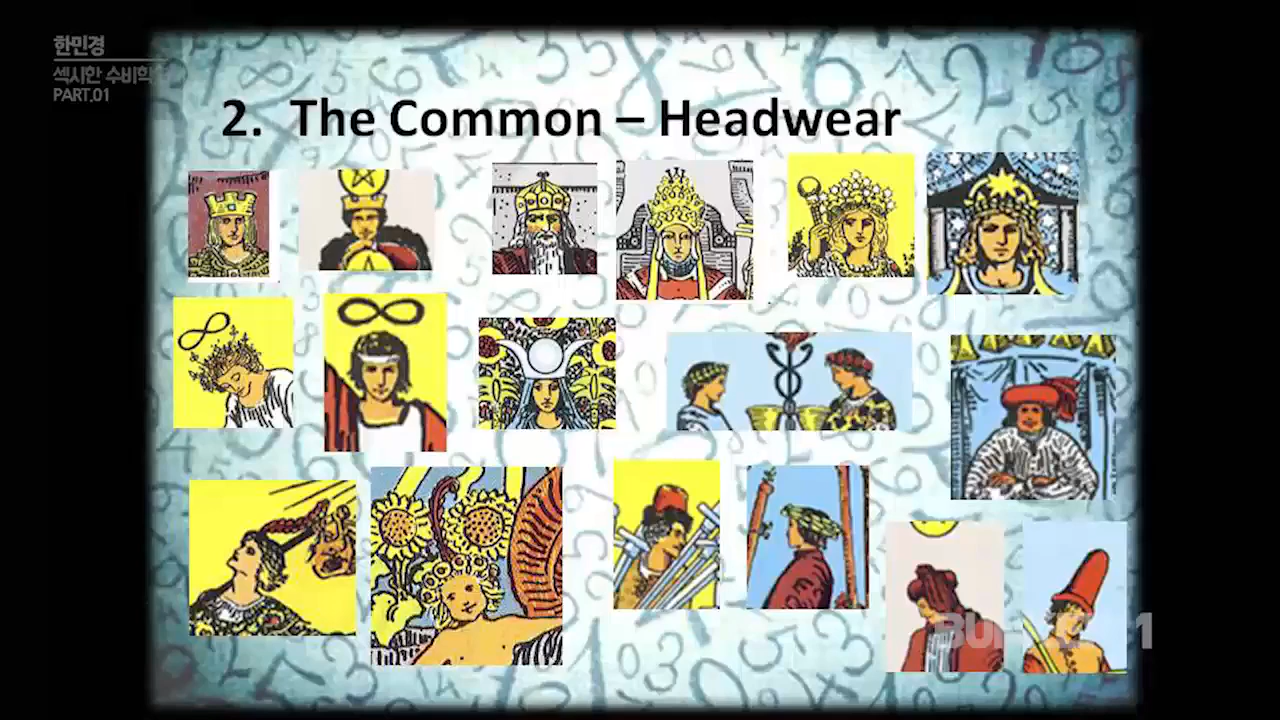 한민경
섹시한 수비학
PART.01
2. The Common – Headwear